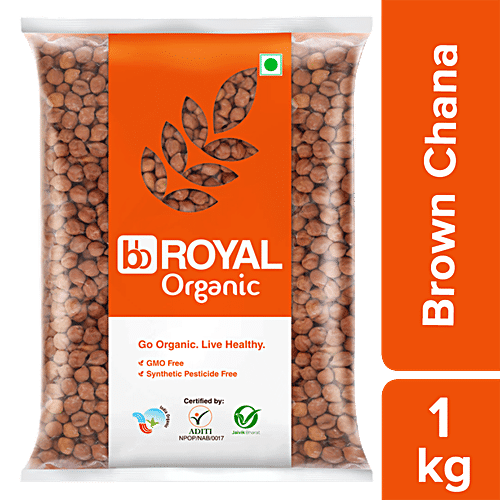 bb ROYAL
Organic
Go Organic. Live Healthy.
✓ GMO Free
✓ Synthetic Pesticide Free
Certified by:
ADITI
NPOP/NAB/0017
Jaivik Bharat
Brown Chana
1
kg